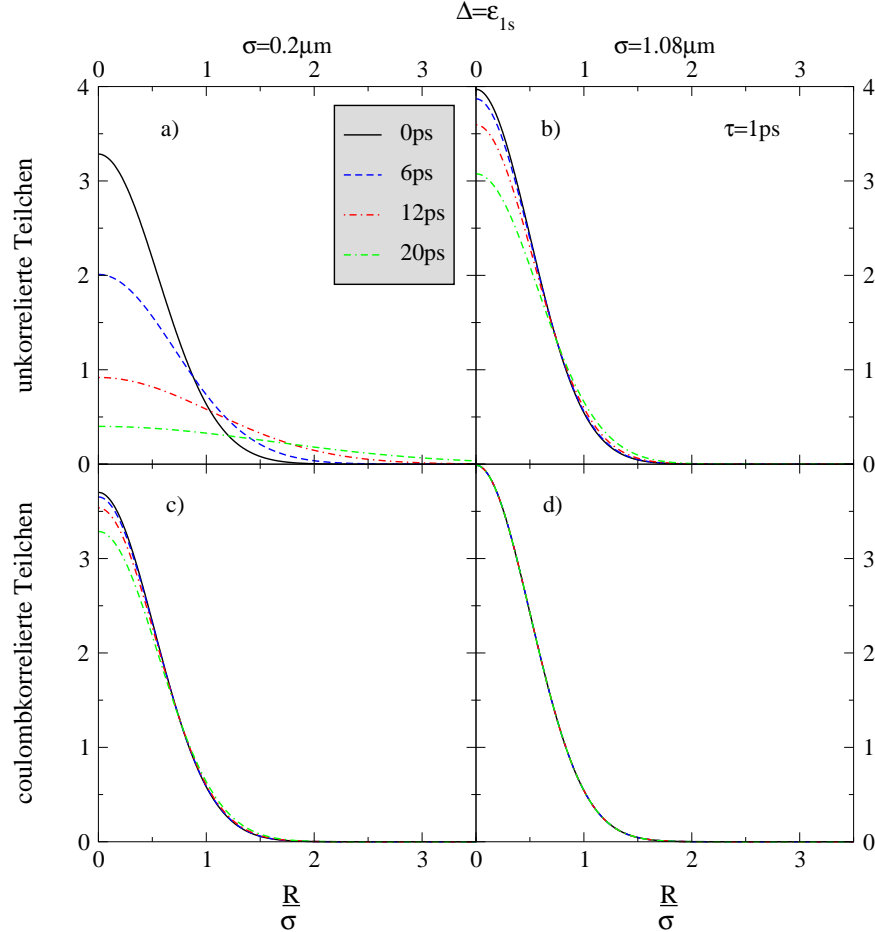 Δ=ε₁ₛ
σ=0.2μm σ=1.08μm
0 1 2 3 0 1 2 3
4
3
2
1
0
unkorrelierte Teilchen
a)
0ps
6ps
12ps
20ps
b)
τ=1ps
4
3
2
1
0
3
2
1
0
coulombkorrelierte Teilchen
c)
d)
3
2
1
0
0 1 2 3 0 1 2 3
R R
σ σ